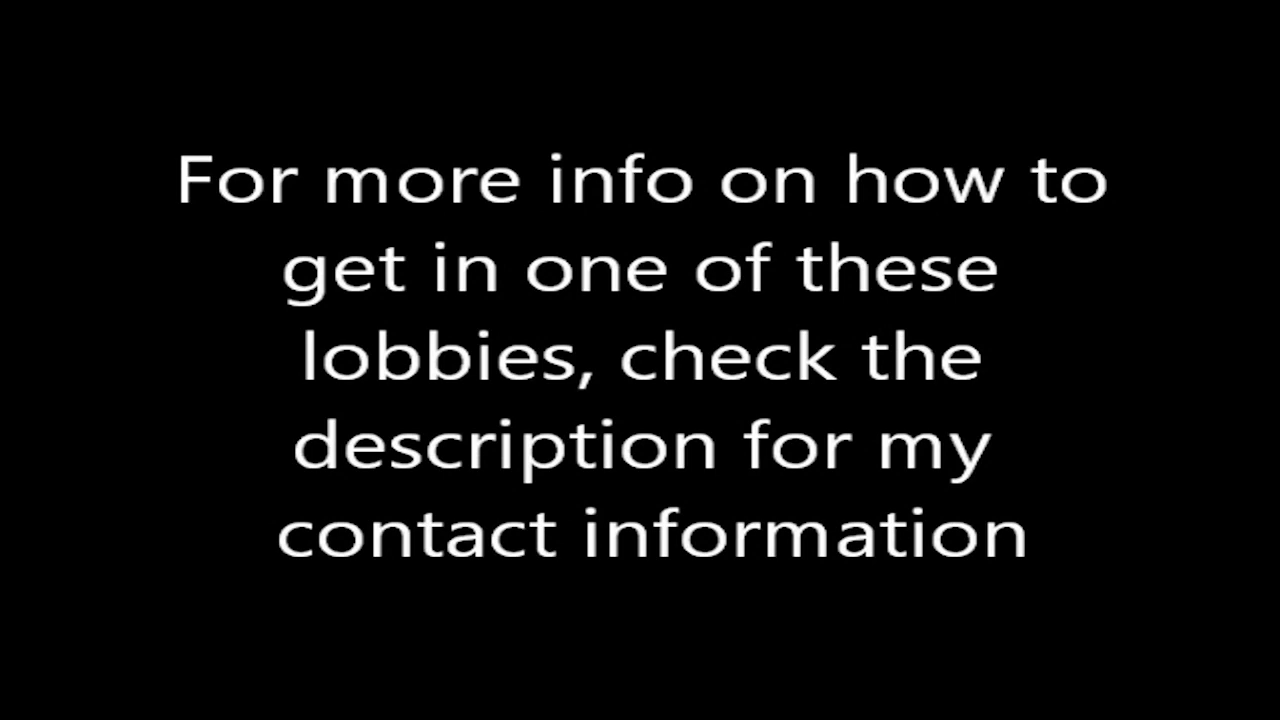 For more info on how to
get in one of these
lobbies, check the
description for my
contact information